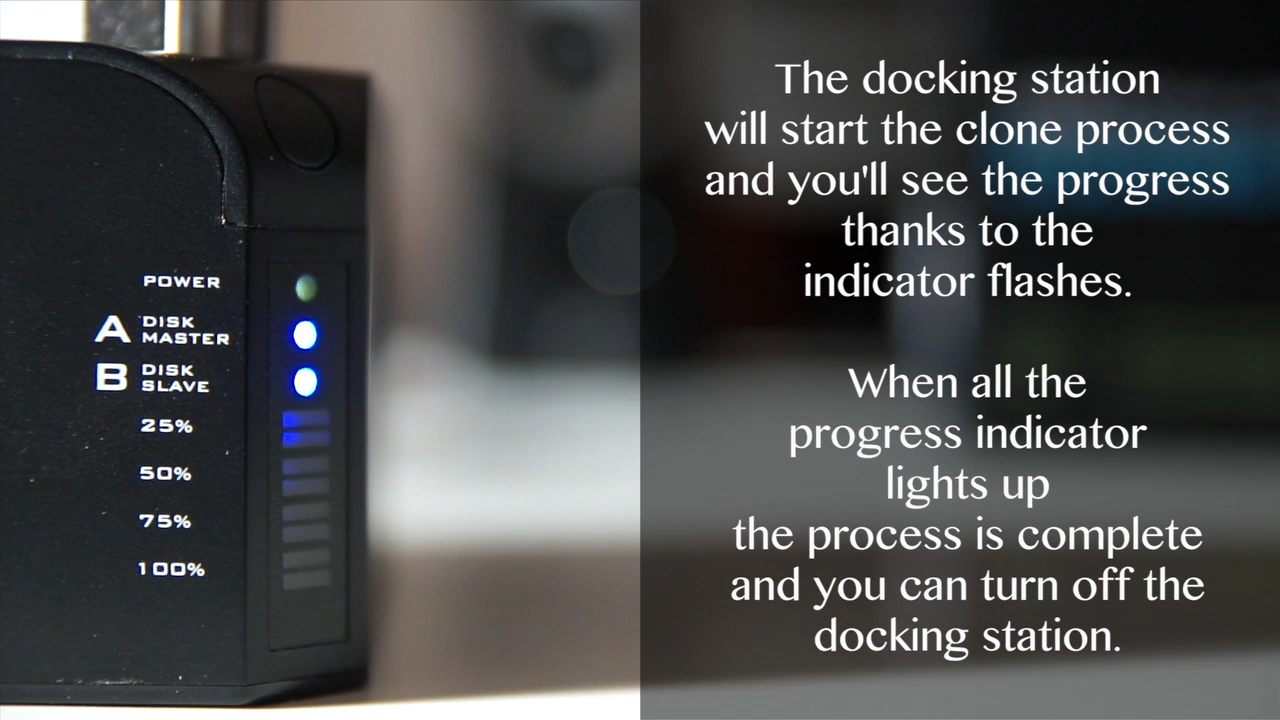 POWER
A DISK
MASTER
B DISK
SLAVE
25%
50%
75%
100%
The docking station
will start the clone process
and you'll see the progress
thanks to the
indicator flashes.
When all the
progress indicator
lights up
the process is complete
and you can turn off the
docking station.